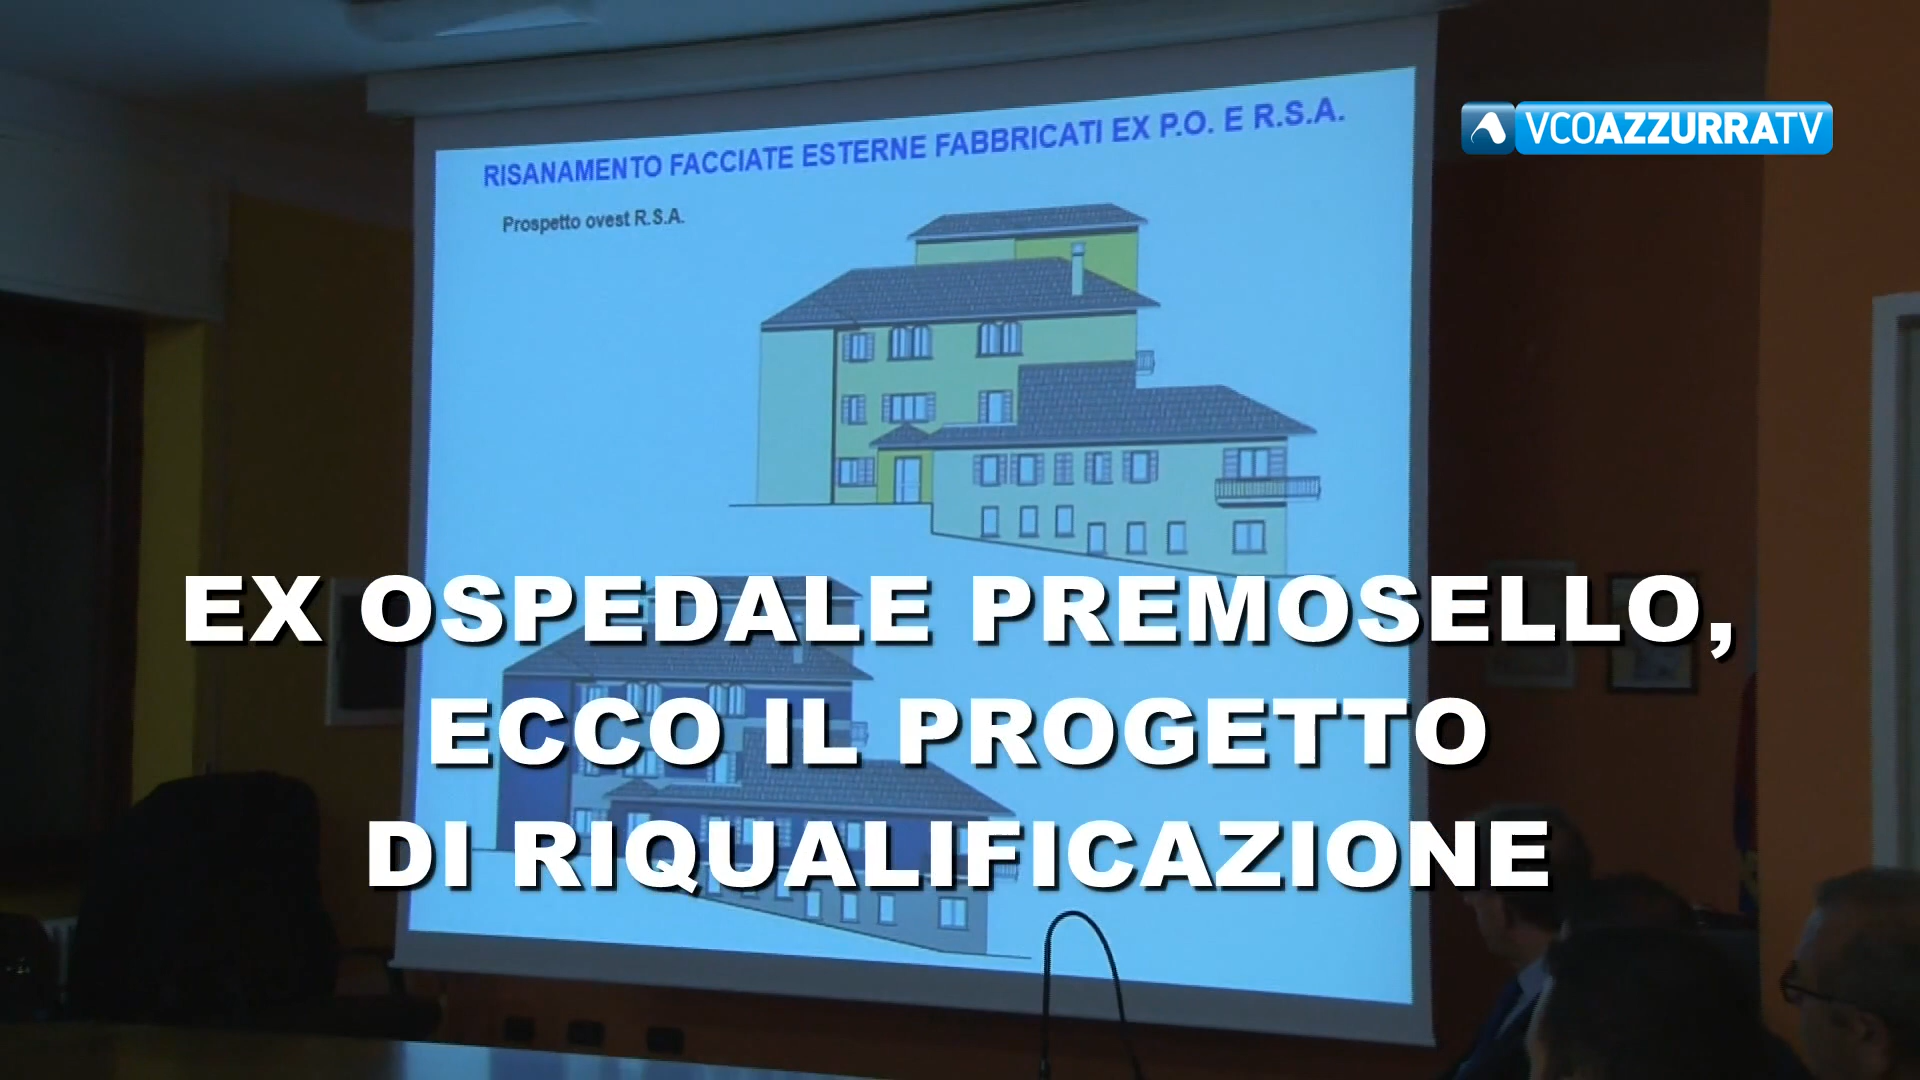 VCOAZZURRATV
RISANAMENTO FACCIATE ESTERNE FABBRICATI EX P.O. E R.S.A.
Prospetto ovest R.S.A.
EX OSPEDALE PREMOSELLO,
ECCO IL PROGETTO
DI RIQUALIFICAZIONE